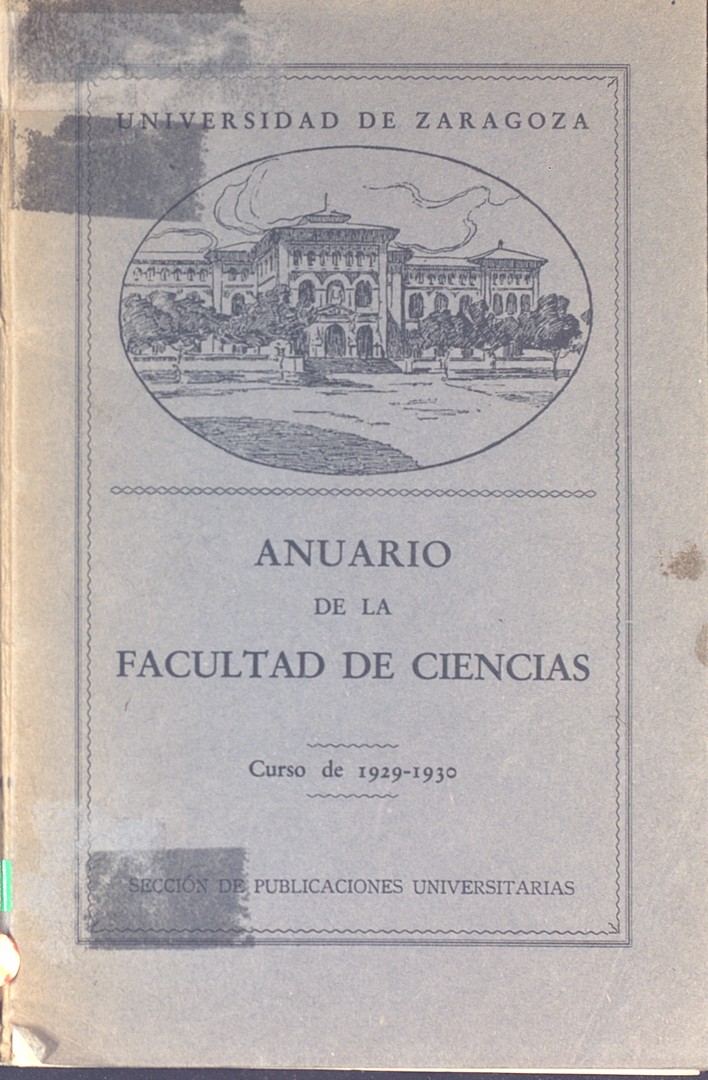 UNIVERSIDAD DE ZARAGOZA
ANUARIO
DE LA
FACULTAD DE CIENCIAS
Curso de 1929-1930
SECCIÓN DE PUBLICACIONES UNIVERSITARIAS